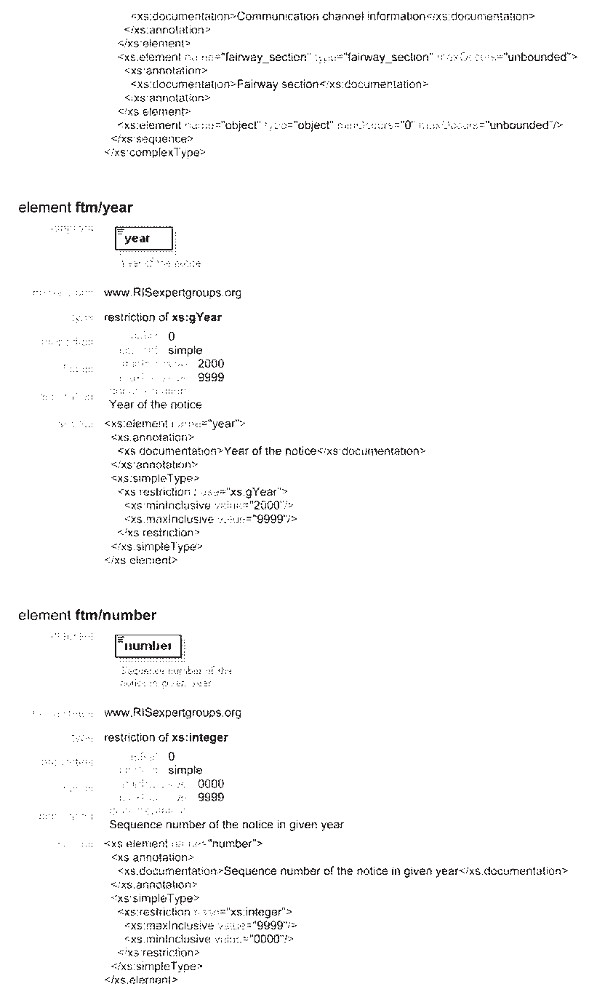 <xs:documentation>Communication channel information</xs:documentation>
</xs:annotation>
</xs:element>
<xs:element name="fairway_section" type="fairway_section" maxOccurs="unbounded">
<xs:annotation>
<xs:documentation>Fairway section</xs:documentation>
</xs:annotation>
</xs:element>
<xs:element name="object" type="object" minOccurs="0" maxOccurs="unbounded"/>
</xs:sequence>
</xs:complexType>
element ftm/year
diagram
year
Year of the notice
namespace www.RISexpertgroups.org
type restriction of xs:gYear
properties isRef 0
content simple
facets minInclusive 2000
maxInclusive 9999
annotation documentation
Year of the notice
source <xs:element name="year">
<xs:annotation>
<xs:documentation>Year of the notice</xs:documentation>
</xs:annotation>
<xs:simpleType>
<xs:restriction base="xs:gYear">
<xs:minInclusive value="2000"/>
<xs:maxInclusive value="9999"/>
</xs:restriction>
</xs:simpleType>
</xs:element>
element ftm/number
diagram
number
Sequence number of the
notice in given year
namespace www.RISexpertgroups.org
type restriction of xs:integer
properties isRef 0
content simple
facets minInclusive 0000
maxInclusive 9999
annotation documentation
Sequence number of the notice in given year
source <xs:element name="number">
<xs:annotation>
<xs:documentation>Sequence number of the notice in given year</xs:documentation>
</xs:annotation>
<xs:simpleType>
<xs:restriction base="xs:integer">
<xs:maxInclusive value="9999"/>
<xs:minInclusive value="0000"/>
</xs:restriction>
</xs:simpleType>
</xs:element>